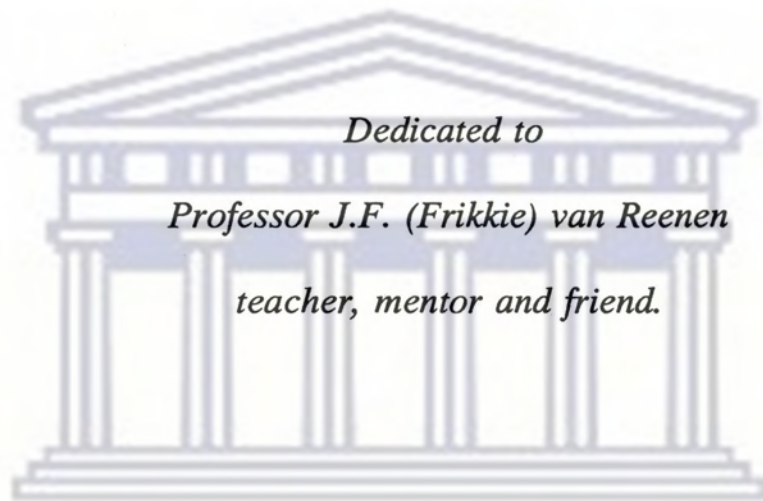 Dedicated to
Professor J.F. (Frikkie) van Reenen
teacher, mentor and friend.